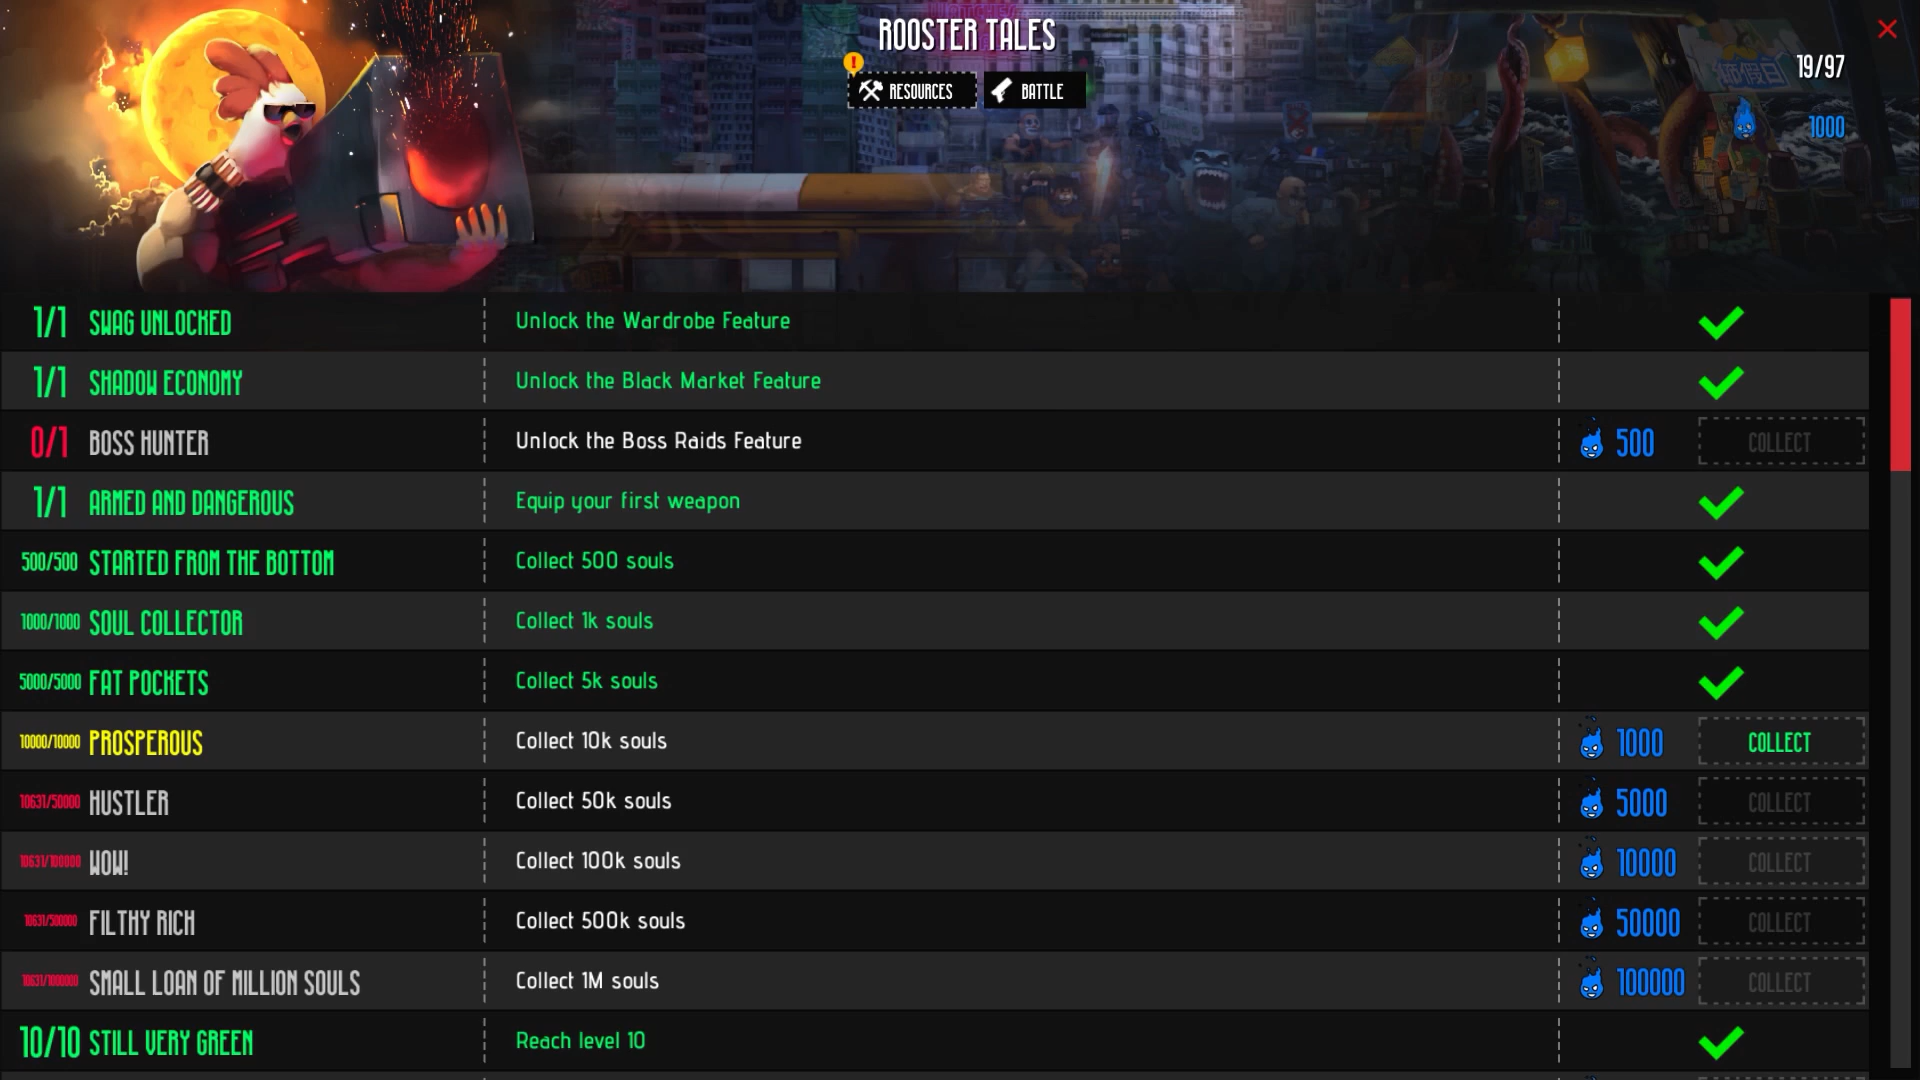 ROOSTER TALES
!
RESOURCES
BATTLE
19/97
1000
1/1 SWAG UNLOCKED Unlock the Wardrobe Feature
1/1 SHADOW ECONOMY Unlock the Black Market Feature
0/1 BOSS HUNTER Unlock the Boss Raids Feature 500 COLLECT
1/1 ARMED AND DANGEROUS Equip your first weapon
500/500 STARTED FROM THE BOTTOM Collect 500 souls
1000/1000 SOUL COLLECTOR Collect 1k souls
5000/5000 FAT POCKETS Collect 5k souls
10000/10000 PROSPEROUS Collect 10k souls 1000 COLLECT
10631/50000 HUSTLER Collect 50k souls 5000 COLLECT
10631/100000 WOW! Collect 100k souls 10000 COLLECT
10631/500000 FILTHY RICH Collect 500k souls 50000 COLLECT
10631/1000000 SMALL LOAN OF MILLION SOULS Collect 1M souls 100000 COLLECT
10/10 STILL VERY GREEN Reach level 10